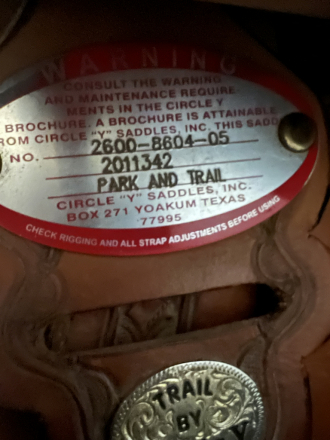 WARNING
CONSULT THE WARNING
AND MAINTENANCE REQUIRE-
MENTS IN THE CIRCLE Y
BROCHURE. A BROCHURE IS ATTAINABLE
FROM CIRCLE "Y" SADDLES, INC. THIS SADD
2600-8604-05
NO.
2011342
PARK AND TRAIL
CIRCLE "Y" SADDLES, INC.
BOX 271 YOAKUM TEXAS
77995
CHECK RIGGING AND ALL STRAP ADJUSTMENTS BEFORE USING
TRAIL
BY